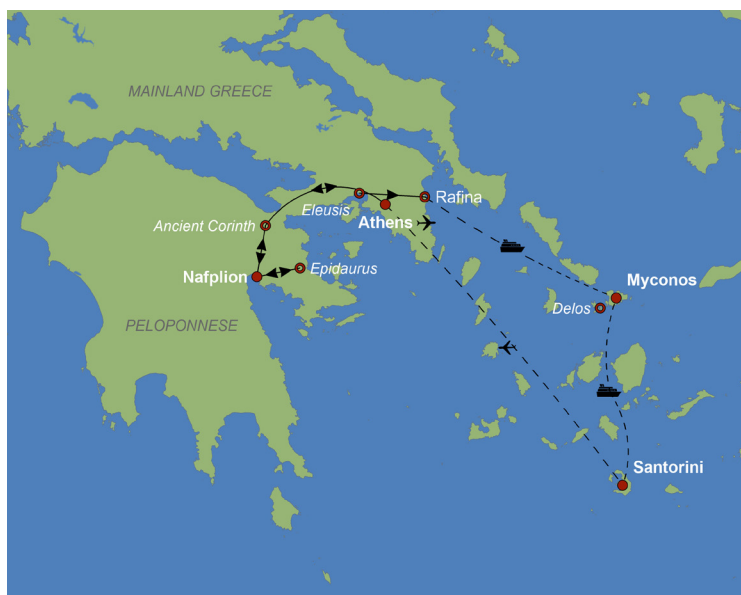 MAINLAND GREECE
Rafina
Eleusis
Athens
Ancient Corinth
Epidaurus
Nafplion
Myconos
Delos
PELOPONNESE
Santorini